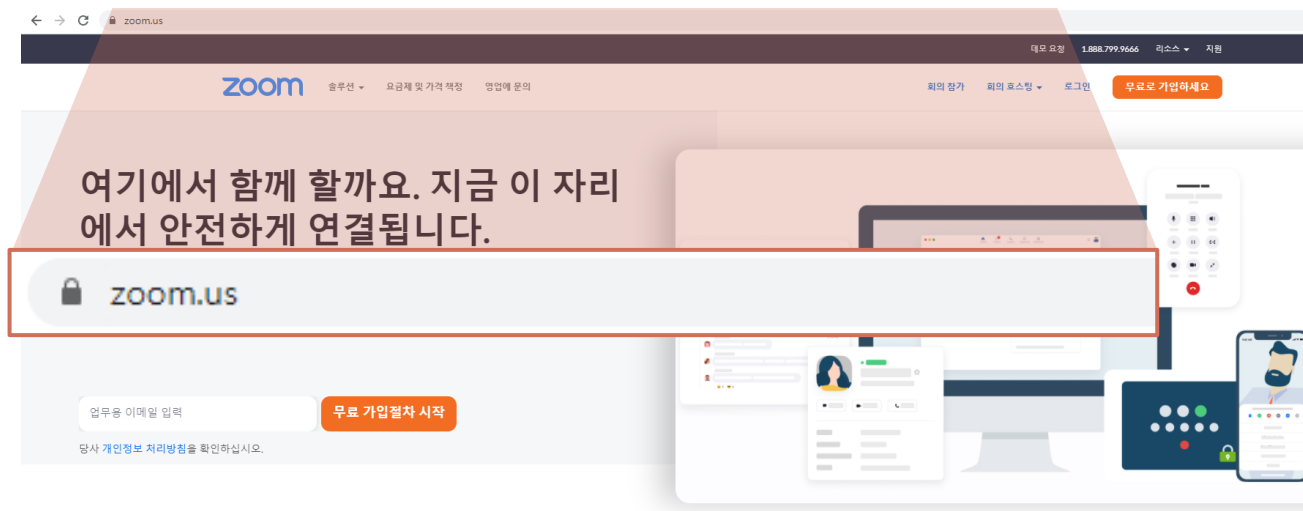 zoom.us
데모 요청 1.888.799.9666 리소스 지원
zoom 솔루션 요금제 및 가격 책정 영업에 문의 회의 참가 회의 호스팅 로그인 무료로 가입하세요
여기에서 함께 할까요. 지금 이 자리
에서 안전하게 연결됩니다.
zoom.us
업무용 이메일 입력 무료 가입절차 시작
당사 개인정보 처리방침을 확인하십시오.